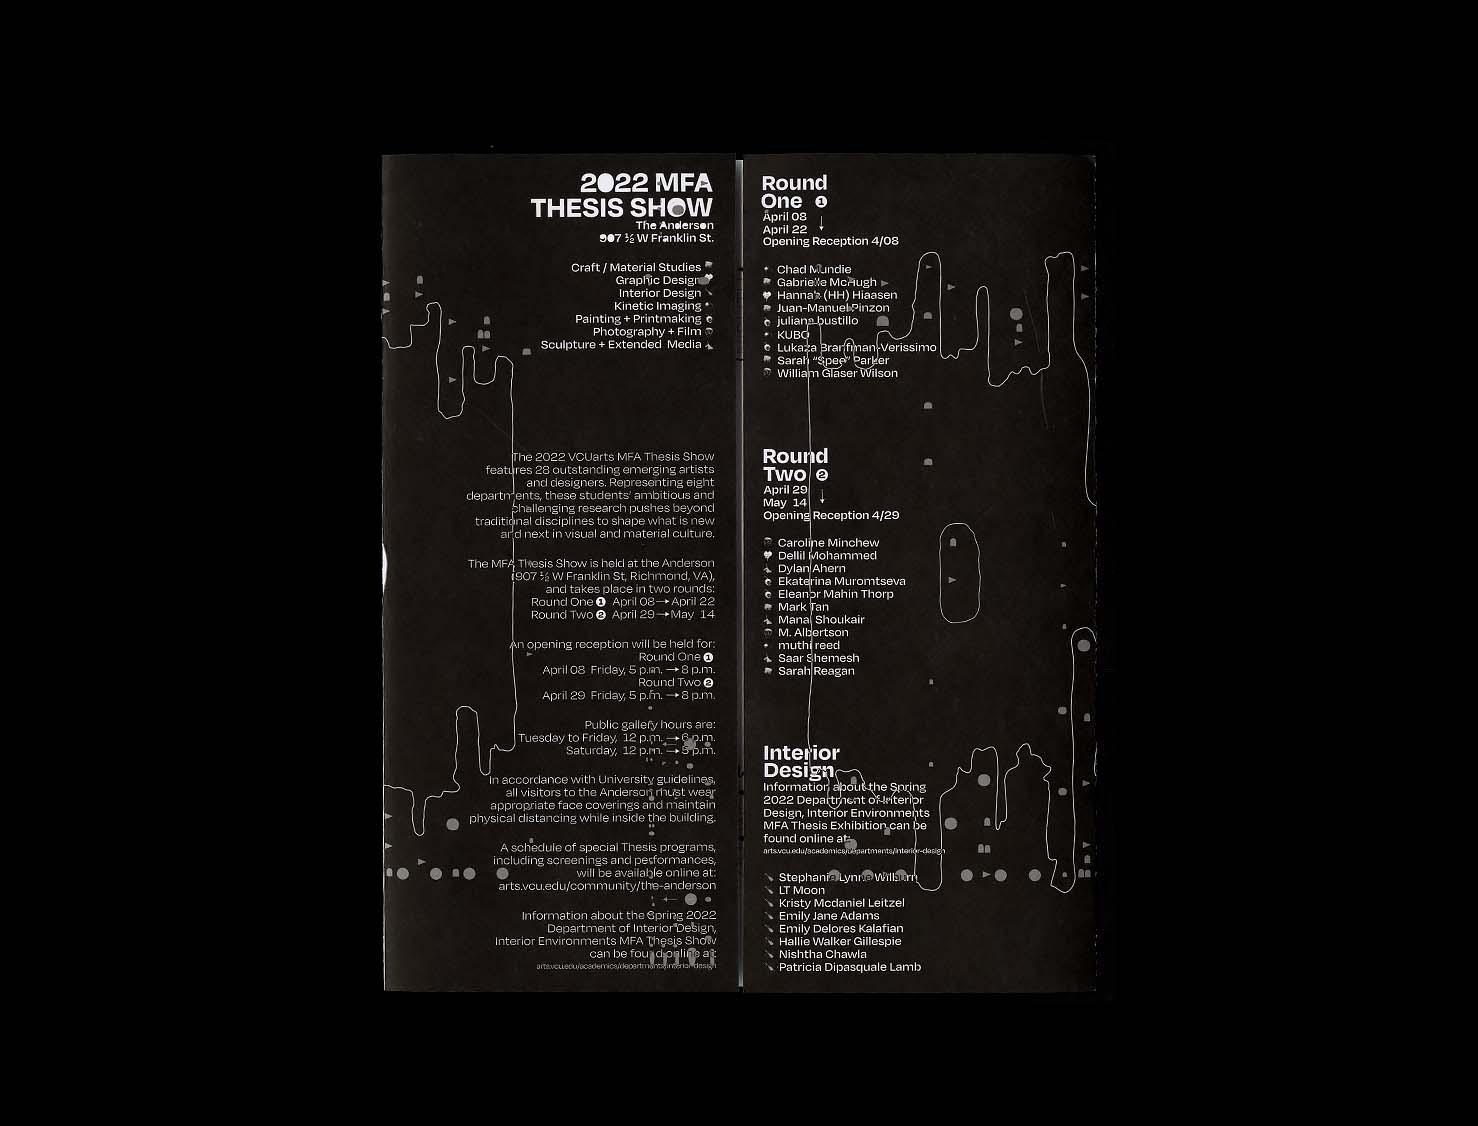 2022 MFA
THESIS SHOW
The Anderson
907 ½ W Franklin St.
Craft / Material Studies
Graphic Design
Interior Design
Kinetic Imaging
Painting + Printmaking
Photography + Film
Sculpture + Extended Media
The 2022 VCUarts MFA Thesis Show
features 28 outstanding emerging artists
and designers. Representing eight
departments, these students' ambitious and
challenging research pushes beyond
traditional disciplines to shape what is new
and next in visual and material culture.
The MFA Thesis Show is held at the Anderson
(907 ½ W Franklin St, Richmond, VA),
and takes place in two rounds:
Round One 1 April 08→April 22
Round Two 2 April 29→May 14
An opening reception will be held for:
Round One 1
April 08 Friday, 5 p.m. →8 p.m.
Round Two 2
April 29 Friday, 5 p.m. →8 p.m.
Public gallery hours are:
Tuesday to Friday, 12 p.m. →6 p.m.
Saturday, 12 p.m. →5 p.m.
In accordance with University guidelines,
all visitors to the Anderson must wear
appropriate face coverings and maintain
physical distancing while inside the building.
A schedule of special Thesis programs,
including screenings and performances,
will be available online at:
arts.vcu.edu/community/the-anderson
Information about the Spring 2022
Department of Interior Design,
Interior Environments MFA Thesis Show
can be found online at:
arts.vcu.edu/academics/departments/interior-design
Round
One 1
April 08
April 22 ↓
Opening Reception 4/08
Chad Mundie
Gabrielle McHugh
Hannah (HH) Hiaasen
Juan-Manuel Pinzon
juliana bustillo
KUBO
Lukaza Branfman-Verissimo
Sarah "Spee" Parker
William Glaser Wilson
Round
Two 2
April 29
May 14 ↓
Opening Reception 4/29
Caroline Minchew
Dellil Mohammed
Dylan Ahern
Ekaterina Muromtseva
Eleanor Mahin Thorp
Mark Tan
Manal Shoukair
M. Albertson
muthi reed
Saar Shemesh
Sarah Reagan
Interior
Design
Information about the Spring
2022 Department of Interior
Design, Interior Environments
MFA Thesis Exhibition can be
found online at:
arts.vcu.edu/academics/departments/interior-design
Stephanie Lynne Wilburn
LT Moon
Kristy Mcdaniel Leitzel
Emily Jane Adams
Emily Delores Kalafian
Hallie Walker Gillespie
Nishtha Chawla
Patricia Dipasquale Lamb